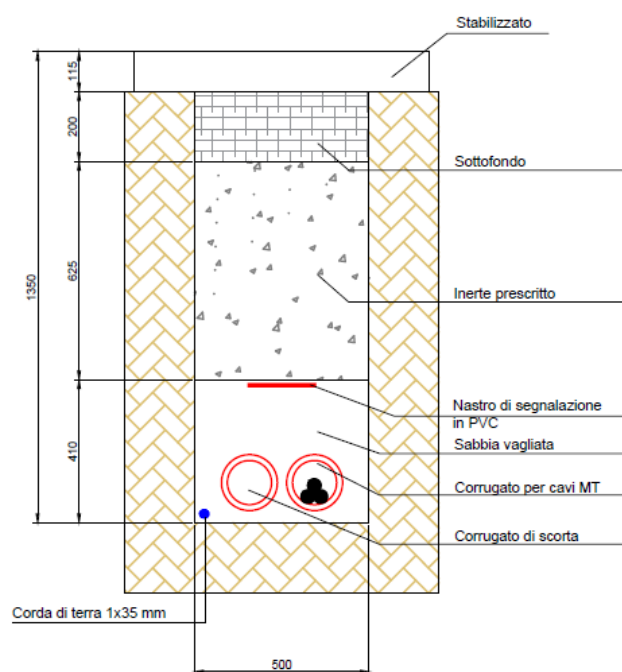 Stabilizzato
115
200
Sottofondo
625
1350
Inerte prescritto
Nastro di segnalazione
in PVC
410
Sabbia vagliata
Corrugato per cavi MT
Corrugato di scorta
Corda di terra 1x35 mm
500